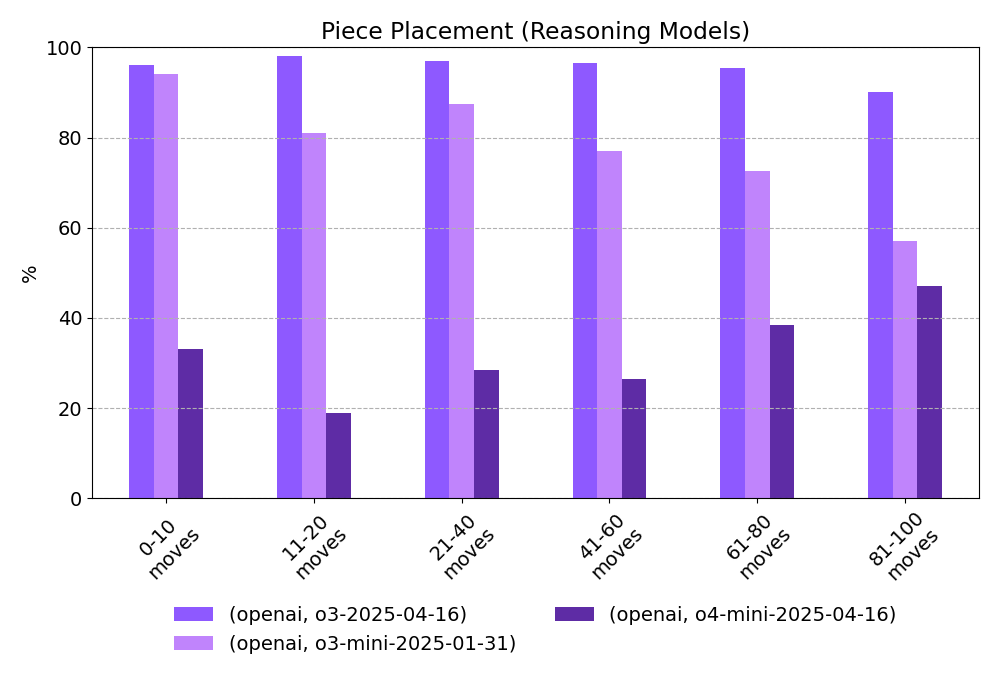 Piece Placement (Reasoning Models)
100
80
60
40
20
0
%
0-10
moves
11-20
moves
21-40
moves
41-60
moves
61-80
moves
81-100
moves
(openai, o3-2025-04-16)
(openai, o3-mini-2025-01-31)
(openai, o4-mini-2025-04-16)